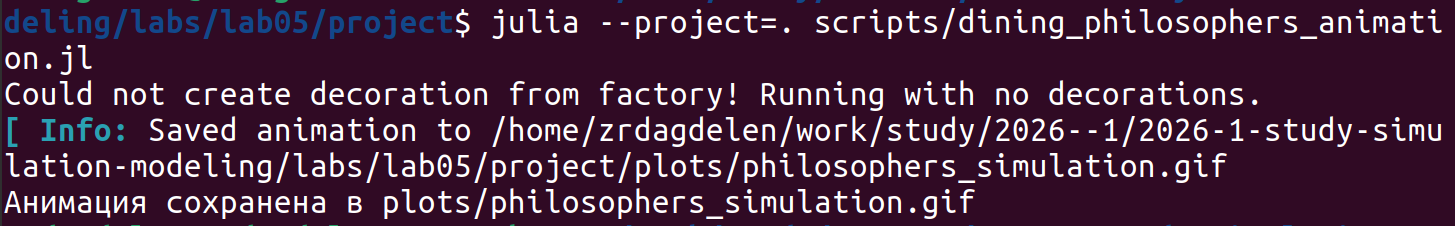 deling/labs/lab05/project$ julia --project=. scripts/dining_philosophers_animati
on.jl
Could not create decoration from factory! Running with no decorations.
[ Info: Saved animation to /home/zrdagdelen/work/study/2026--1/2026-1-study-simu
lation-modeling/labs/lab05/project/plots/philosophers_simulation.gif
Анимация сохранена в plots/philosophers_simulation.gif